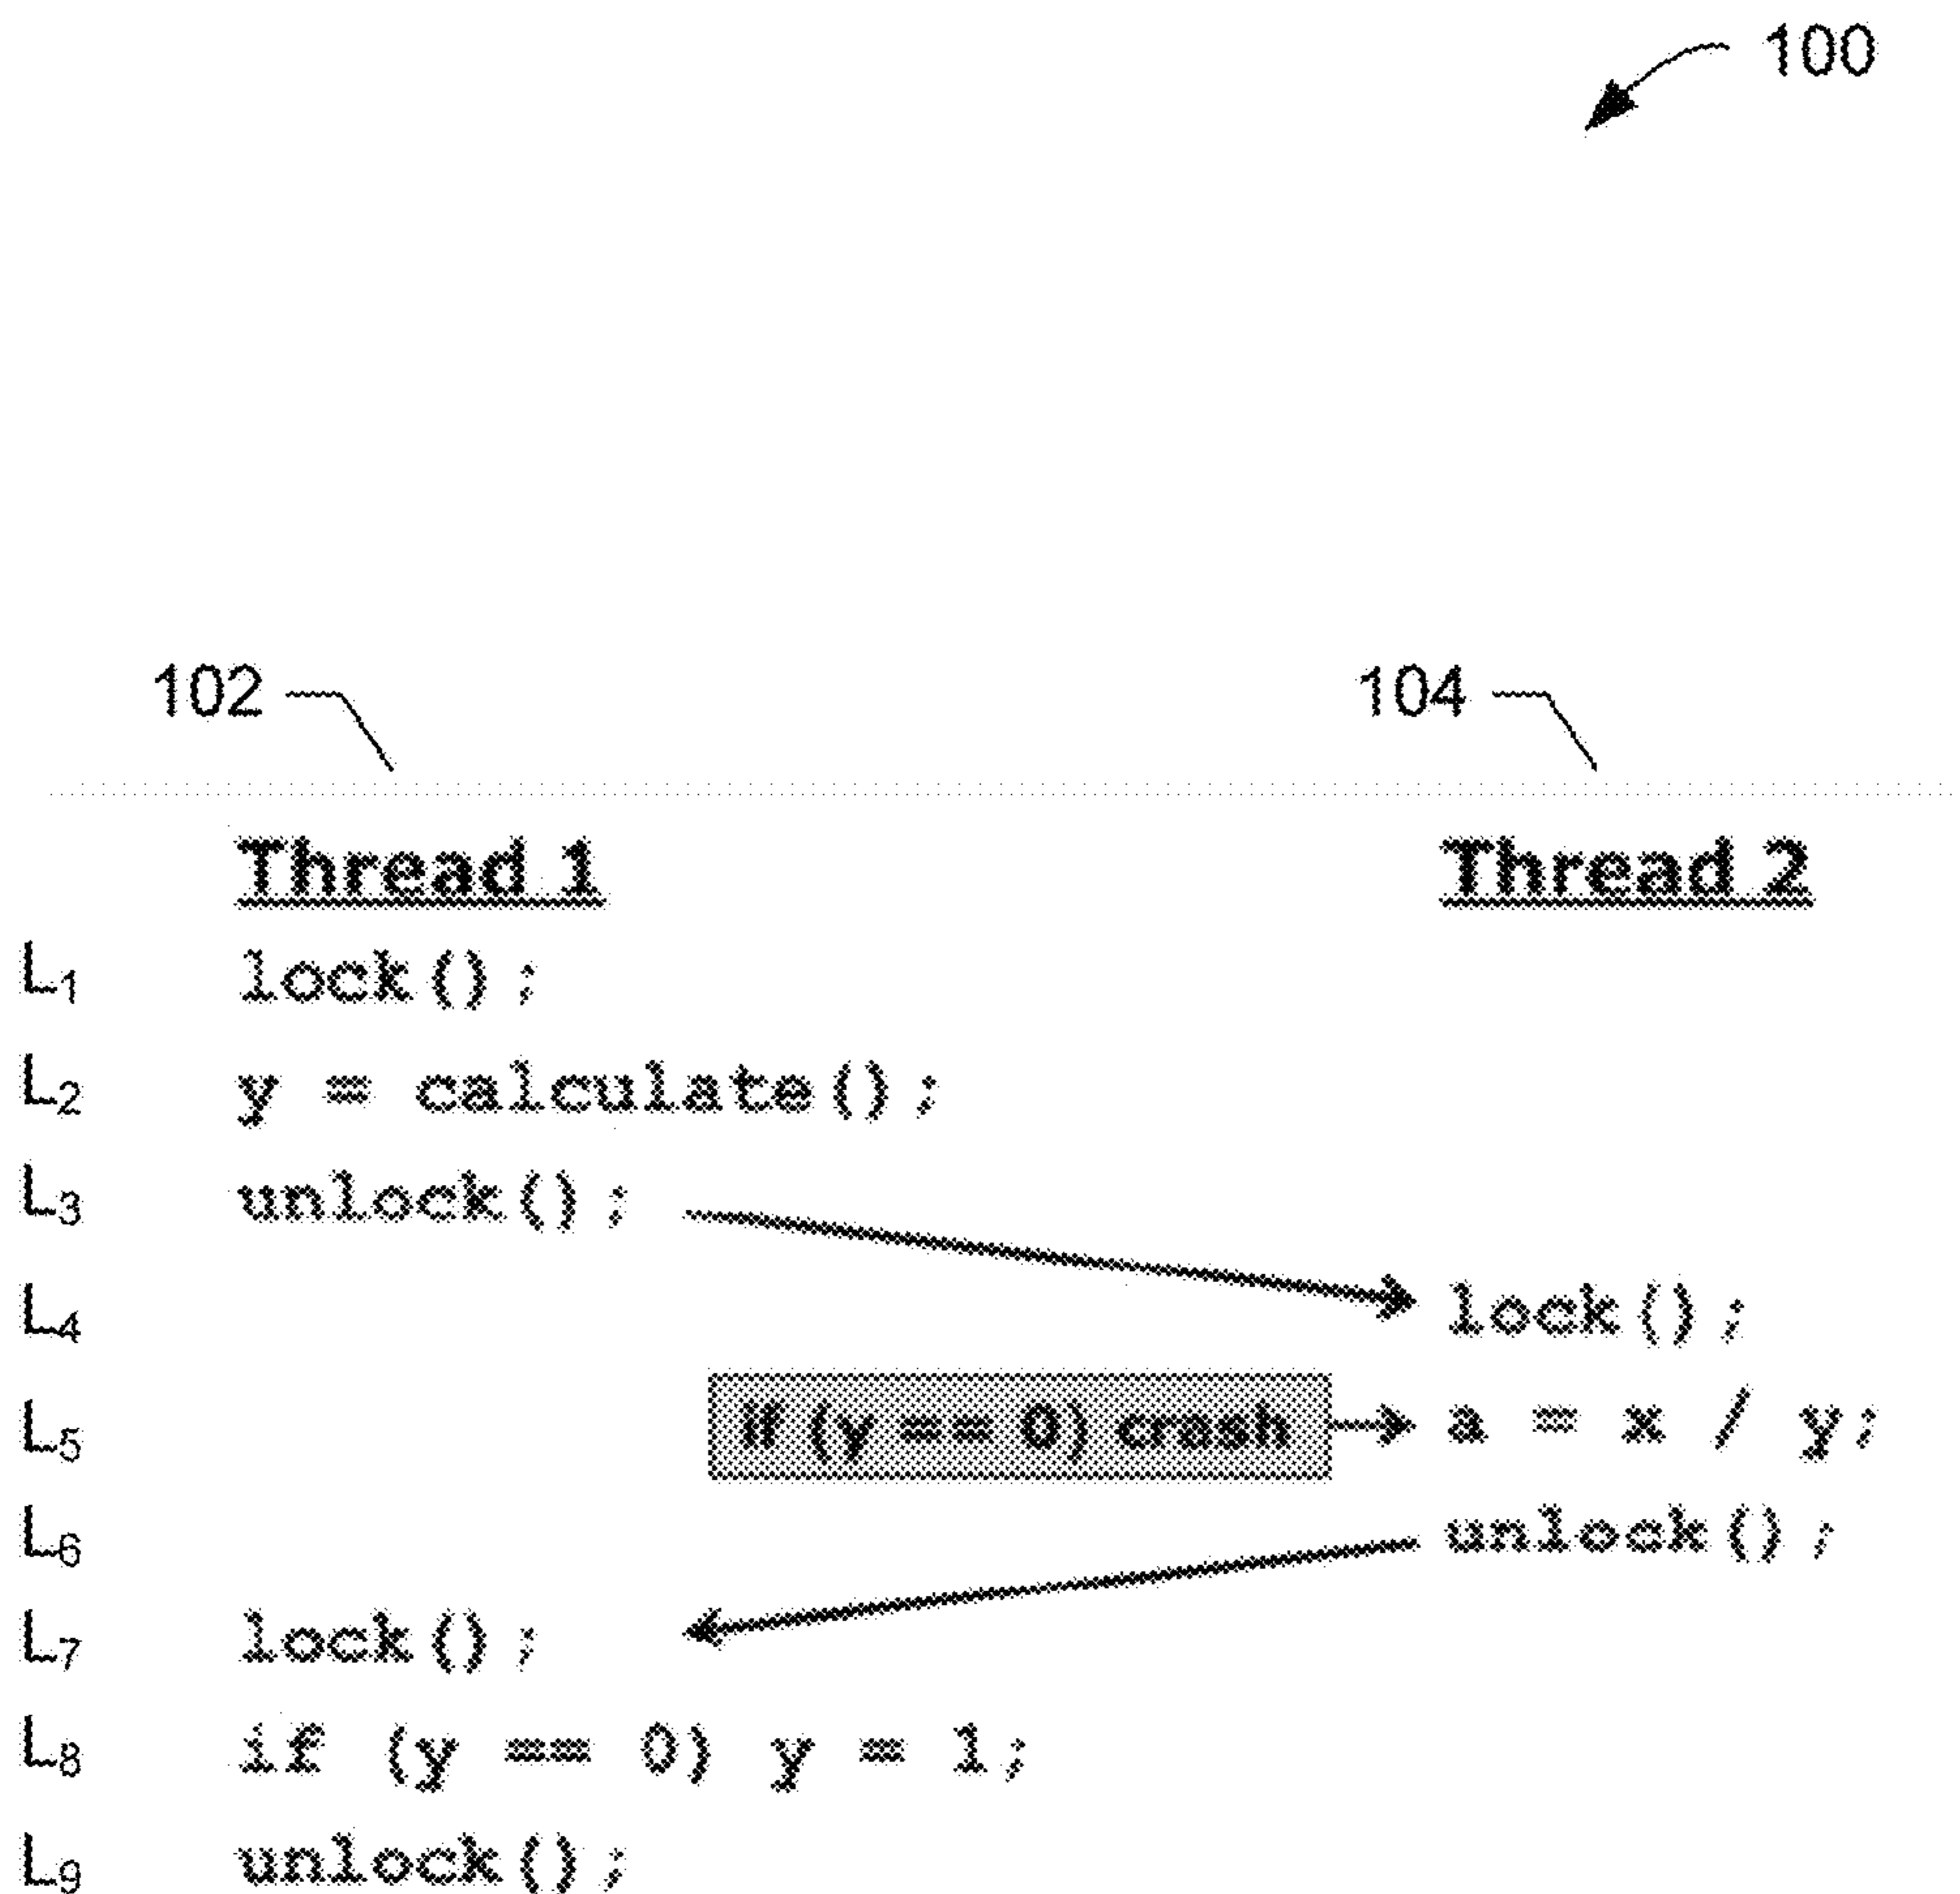 100
102 104
Thread 1 Thread 2
L1 lock();
L2 y = calculate();
L3 unlock();
L4 lock();
L5 if (y == 0) crash a = x / y;
L6 unlock();
L7 lock();
L8 if (y == 0) y = 1;
L9 unlock();